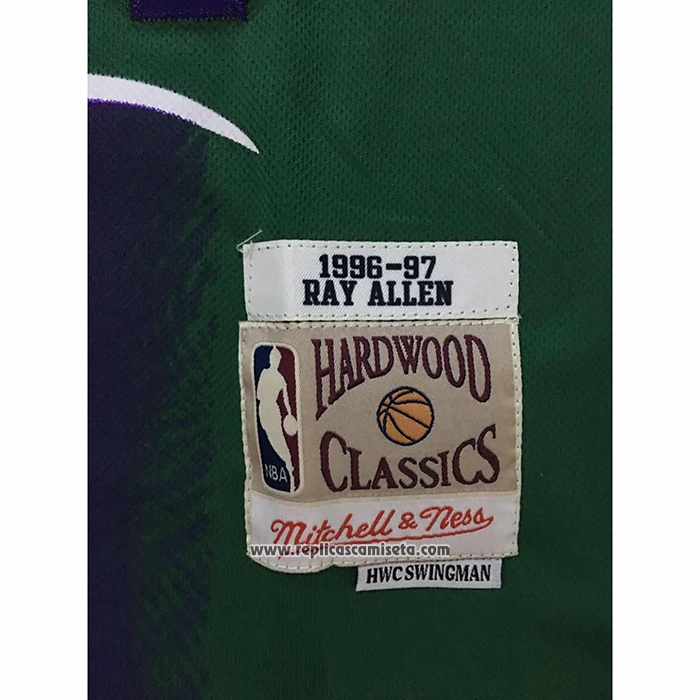 1996-97
RAY ALLEN
HARDWOOD
CLASSICS
NBA
Mitchell & Ness
www.replicascamiseta.com
HWC SWINGMAN